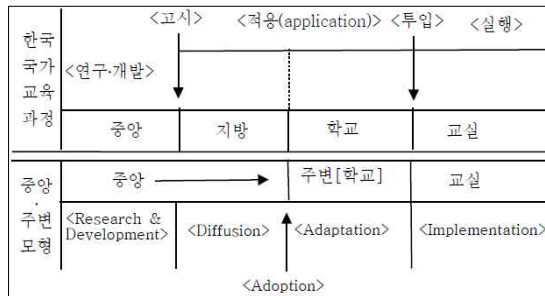 <고시> <적용(application)> <투입> <실행>
한국
국가
교육
과정
<연구·개발>
중앙 지방 학교 교실
중앙
·
주변
모형
중앙 주변[학교] 교실
<Research &
Development> <Diffusion> <Adaptation> <Implementation>
<Adoption>